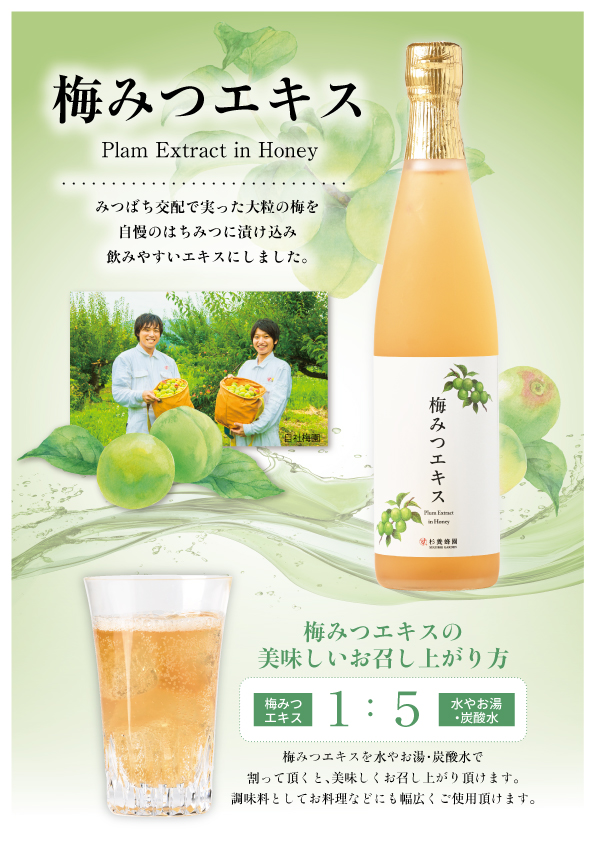 梅みつエキス
Plam Extract in Honey
みつばち交配で実った大粒の梅を
自慢のはちみつに漬け込み
飲みやすいエキスにしました。
自社梅園
梅みつエキス
Plum Extract
in Honey
杉養蜂園
SUGI BEE GARDEN
梅みつエキスの
美味しいお召し上がり方
梅みつ
エキス
1:5
水やお湯
・炭酸水
梅みつエキスを水やお湯・炭酸水で
割って頂くと、美味しくお召し上がり頂けます。
調味料としてお料理などにも幅広くご使用頂けます。